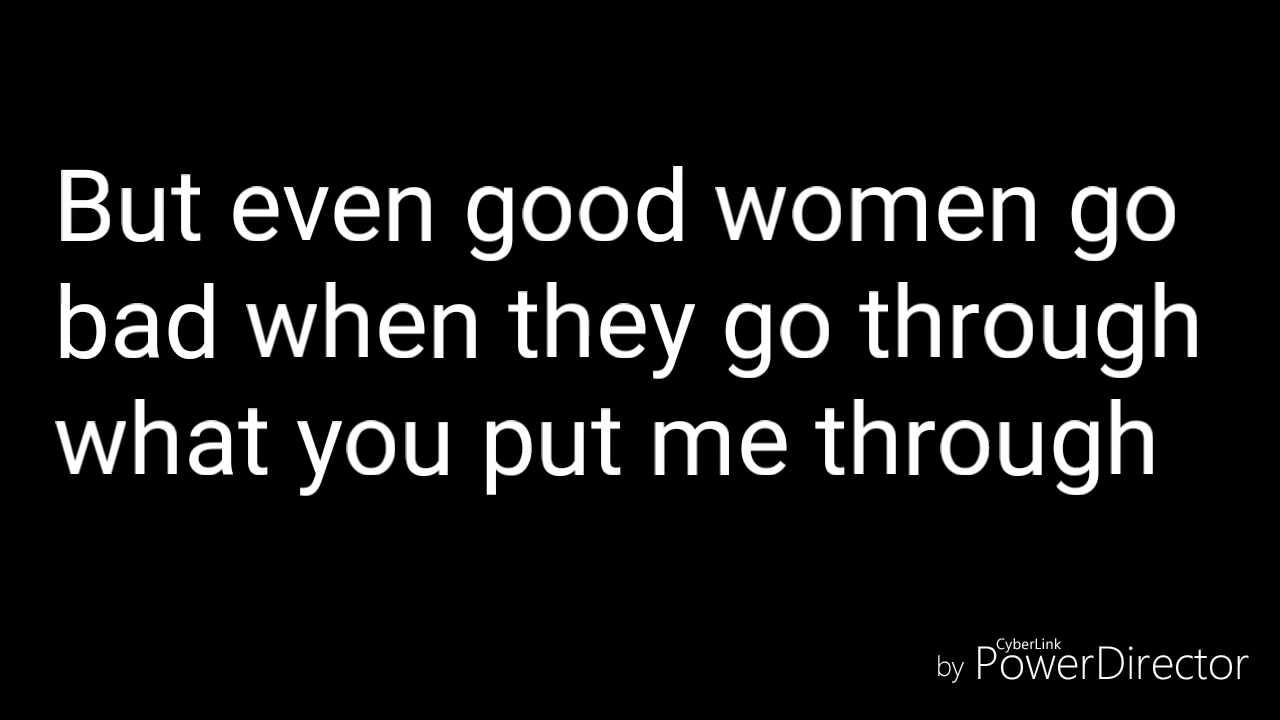 But even good women go
bad when they go through
what you put me through
CyberLink
by PowerDirector